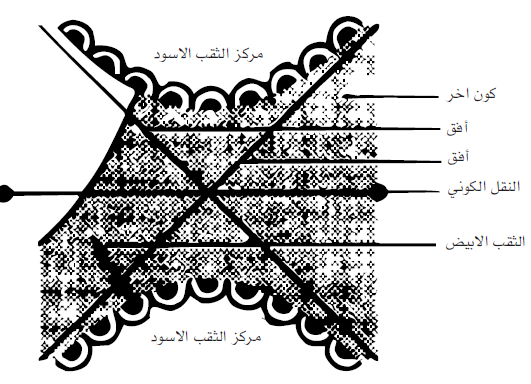 مركز الثقب الاسود
كون اخر
أفق
أفق
النقل الكوني
الثقب الابيض
مركز الثقب الاسود